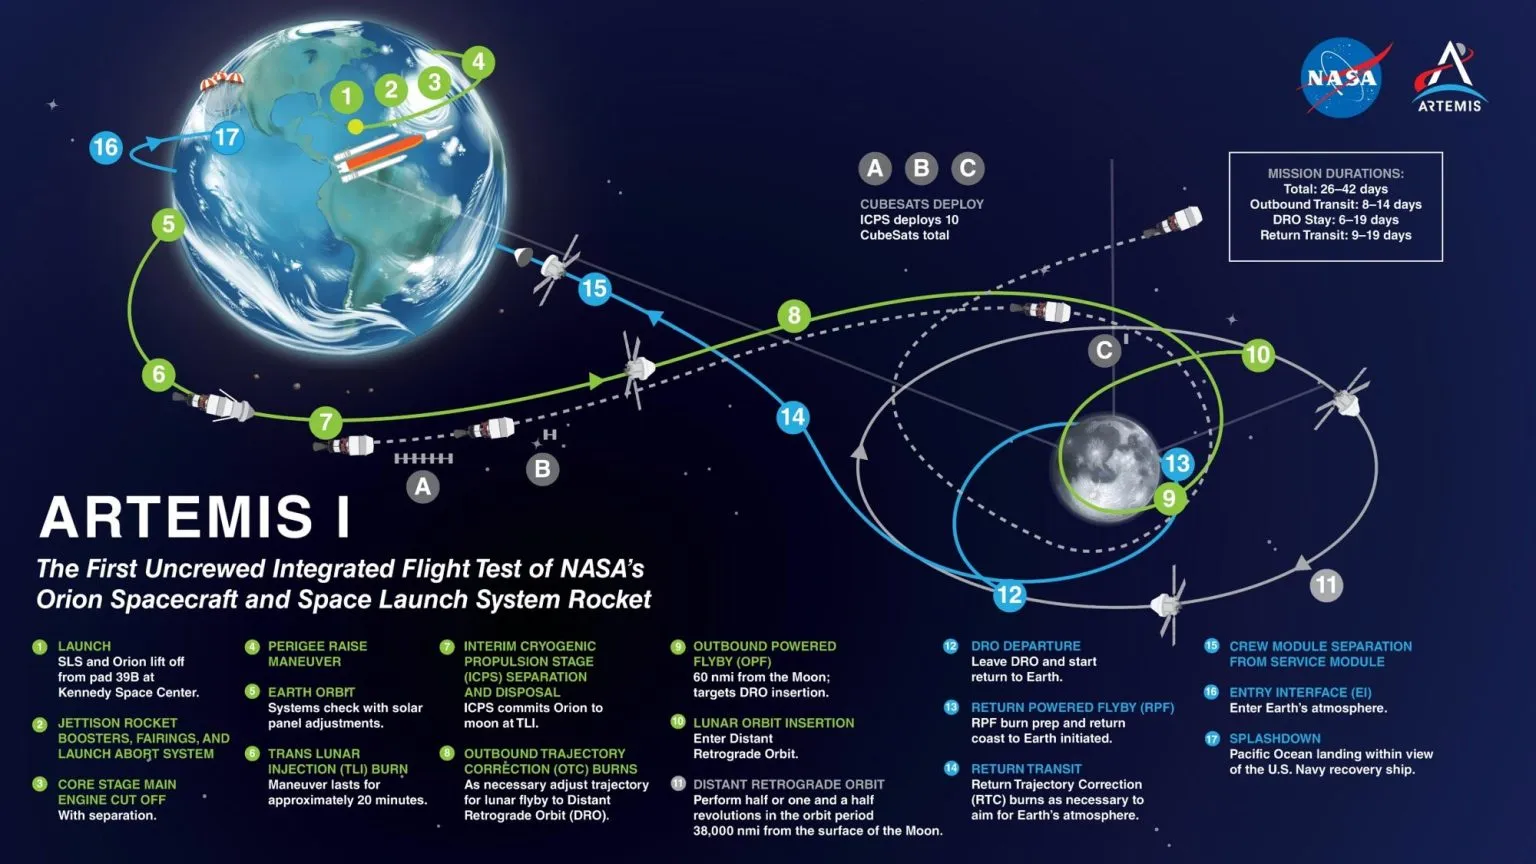 4
3
2
1
17
16
5
6
7
A
B
15
14
8
C
10
13
9
12
11
NASA
ARTEMIS
A B C
CUBESATS DEPLOY
ICPS deploys 10
CubeSats total
MISSION DURATIONS:
Total: 26–42 days
Outbound Transit: 8–14 days
DRO Stay: 6–19 days
Return Transit: 9–19 days
ARTEMIS I
The First Uncrewed Integrated Flight Test of NASA's
Orion Spacecraft and Space Launch System Rocket
1 LAUNCH
SLS and Orion lift off
from pad 39B at
Kennedy Space Center.
2 JETTISON ROCKET
BOOSTERS, FAIRINGS, AND
LAUNCH ABORT SYSTEM
3 CORE STAGE MAIN
ENGINE CUT OFF
With separation.
4 PERIGEE RAISE
MANEUVER
5 EARTH ORBIT
Systems check with solar
panel adjustments.
6 TRANS LUNAR
INJECTION (TLI) BURN
Maneuver lasts for
approximately 20 minutes.
7 INTERIM CRYOGENIC
PROPULSION STAGE
(ICPS) SEPARATION
AND DISPOSAL
ICPS commits Orion to
moon at TLI.
8 OUTBOUND TRAJECTORY
CORRECTION (OTC) BURNS
As necessary adjust trajectory
for lunar flyby to Distant
Retrograde Orbit (DRO).
9 OUTBOUND POWERED
FLYBY (OPF)
60 nmi from the Moon;
targets DRO insertion.
10 LUNAR ORBIT INSERTION
Enter Distant
Retrograde Orbit.
11 DISTANT RETROGRADE ORBIT
Perform half or one and a half
revolutions in the orbit period
38,000 nmi from the surface of the Moon.
12 DRO DEPARTURE
Leave DRO and start
return to Earth.
13 RETURN POWERED FLYBY (RPF)
RPF burn prep and return
coast to Earth initiated.
14 RETURN TRANSIT
Return Trajectory Correction
(RTC) burns as necessary to
aim for Earth's atmosphere.
15 CREW MODULE SEPARATION
FROM SERVICE MODULE
16 ENTRY INTERFACE (EI)
Enter Earth's atmosphere.
17 SPLASHDOWN
Pacific Ocean landing within view
of the U.S. Navy recovery ship.